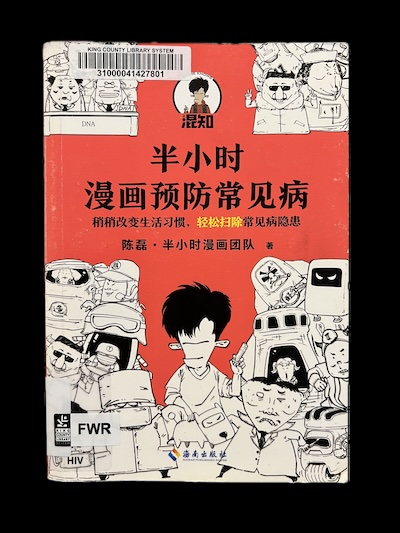 KING COUNTY LIBRARY SYSTEM
31000041427801
DNA
混知
半小时
漫画预防常见病
稍稍改变生活习惯，轻松扫除常见病隐患
陈磊·半小时漫画团队 著
FWR
HIV
海南出版社